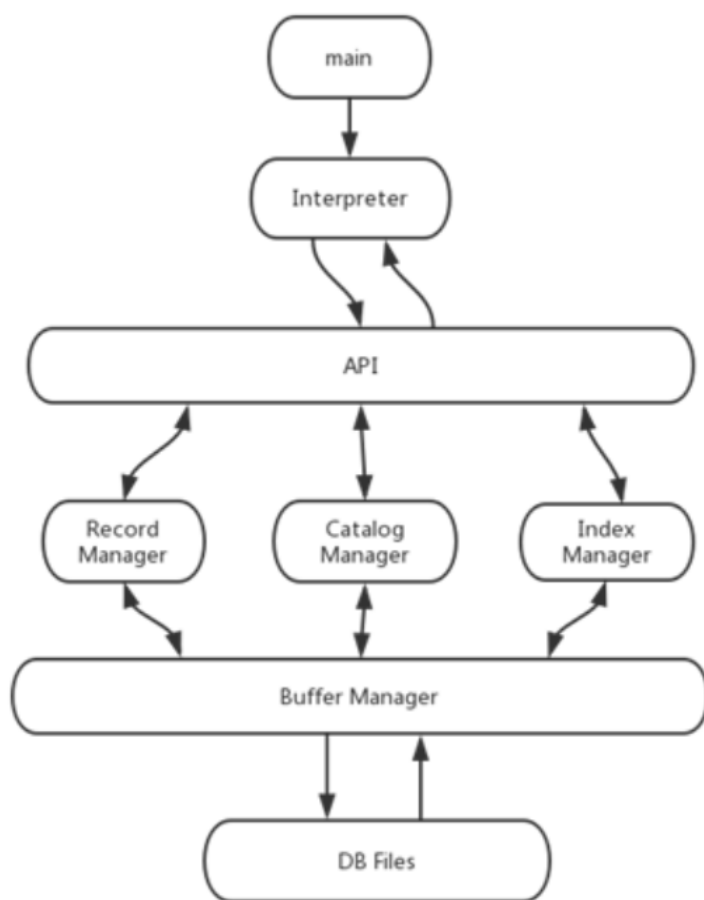 main
Interpreter
API
Record
Manager
Catalog
Manager
Index
Manager
Buffer Manager
DB Files